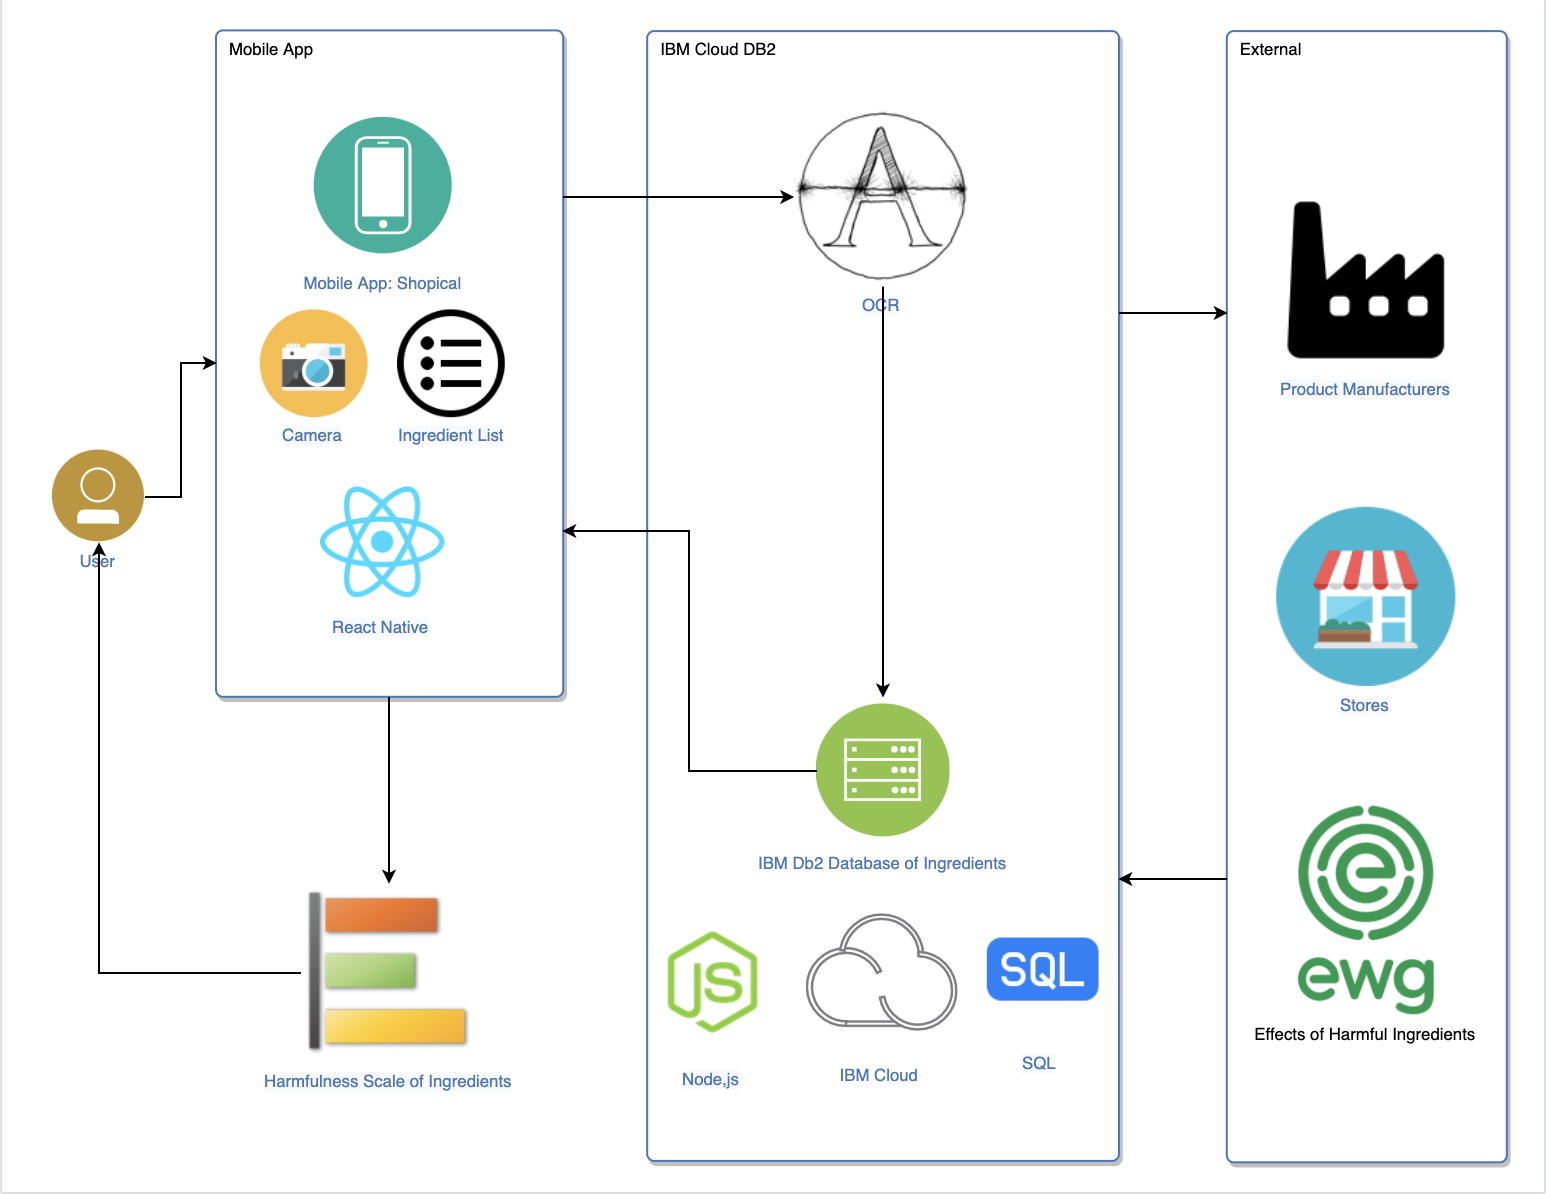 Mobile App
IBM Cloud DB2
External
Mobile App: Shopical
OCR
Camera
Ingredient List
Product Manufacturers
User
React Native
Stores
IBM Db2 Database of Ingredients
JS
SQL
ewg
Effects of Harmful Ingredients
Node,js
IBM Cloud
SQL
Harmfulness Scale of Ingredients